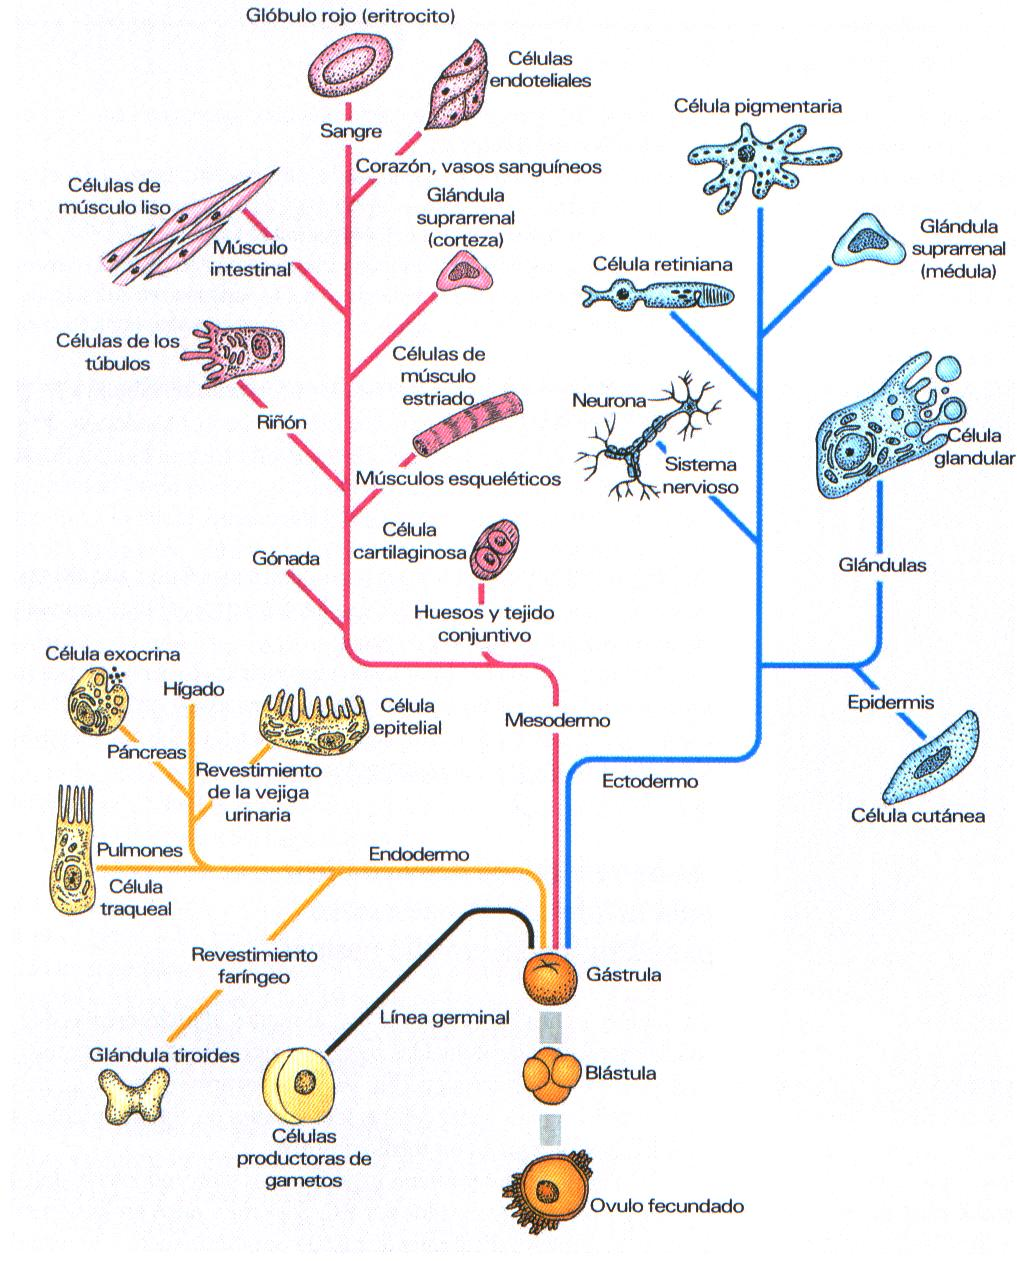 Glóbulo rojo (eritrocito)
Células
endoteliales
Sangre
Corazón, vasos sanguíneos
Células de
músculo liso
Músculo
intestinal
Glándula
suprarrenal
(corteza)
Células de los
túbulos
Riñón
Células de
músculo
estriado
Músculos esqueléticos
Gónada
Célula
cartilaginosa
Huesos y tejido
conjuntivo
Mesodermo
Célula pigmentaria
Glándula
suprarrenal
(médula)
Célula retiniana
Neurona
Sistema
nervioso
Célula
glandular
Glándulas
Epidermis
Célula cutánea
Ectodermo
Célula exocrina
Hígado
Célula
epitelial
Páncreas
Revestimiento
de la vejiga
urinaria
Pulmones
Célula
traqueal
Endodermo
Revestimiento
faríngeo
Glándula tiroides
Línea germinal
Células
productoras de
gametos
Gástrula
Blástula
Ovulo fecundado